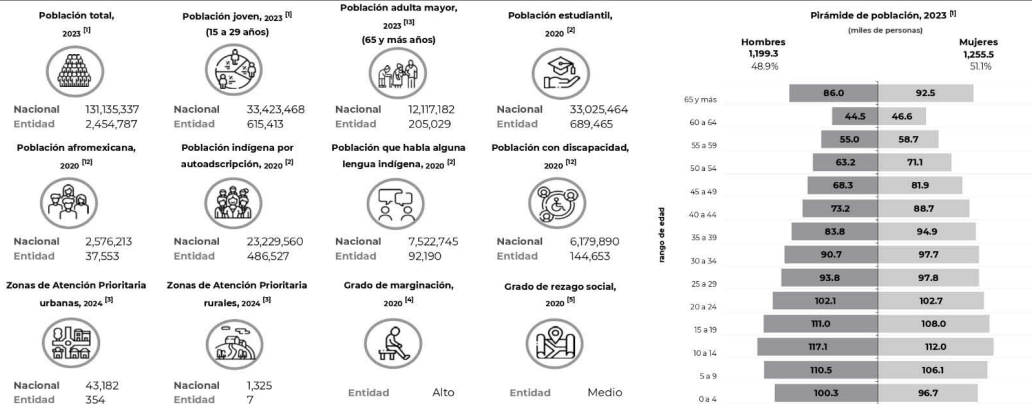 Población total,
2023 [1]
Nacional 131,135,337
Entidad 2,454,787
Población joven, 2023 [1]
(15 a 29 años)
Nacional 33,423,468
Entidad 615,413
Población adulta mayor,
2023 [13]
(65 y más años)
Nacional 12,117,182
Entidad 205,029
Población estudiantil,
2020 [2]
Nacional 33,025,464
Entidad 689,465
Población afromexicana,
2020 [12]
Nacional 2,576,213
Entidad 37,553
Población indígena por
autoadscripción, 2020 [2]
Nacional 23,229,560
Entidad 486,527
Población que habla alguna
lengua indígena, 2020 [2]
Nacional 7,522,745
Entidad 92,190
Población con discapacidad,
2020 [12]
Nacional 6,179,890
Entidad 144,653
Zonas de Atención Prioritaria
urbanas, 2024 [3]
Nacional 43,182
Entidad 354
Zonas de Atención Prioritaria
rurales, 2024 [3]
Nacional 1,325
Entidad 7
Grado de marginación,
2020 [4]
Entidad Alto
Grado de rezago social,
2020 [5]
Entidad Medio
Pirámide de población, 2023 [1]
(miles de personas)
Hombres
1,199.3
48.9%
Mujeres
1,255.5
51.1%
rango de edad
65 y más 86.0 92.5
60 a 64 44.5 46.6
55 a 59 55.0 58.7
50 a 54 63.2 71.1
45 a 49 68.3 81.9
40 a 44 73.2 88.7
35 a 39 83.8 94.9
30 a 34 90.7 97.7
25 a 29 93.8 97.8
20 a 24 102.1 102.7
15 a 19 111.0 108.0
10 a 14 117.1 112.0
5 a 9 110.5 106.1
0 a 4 100.3 96.7